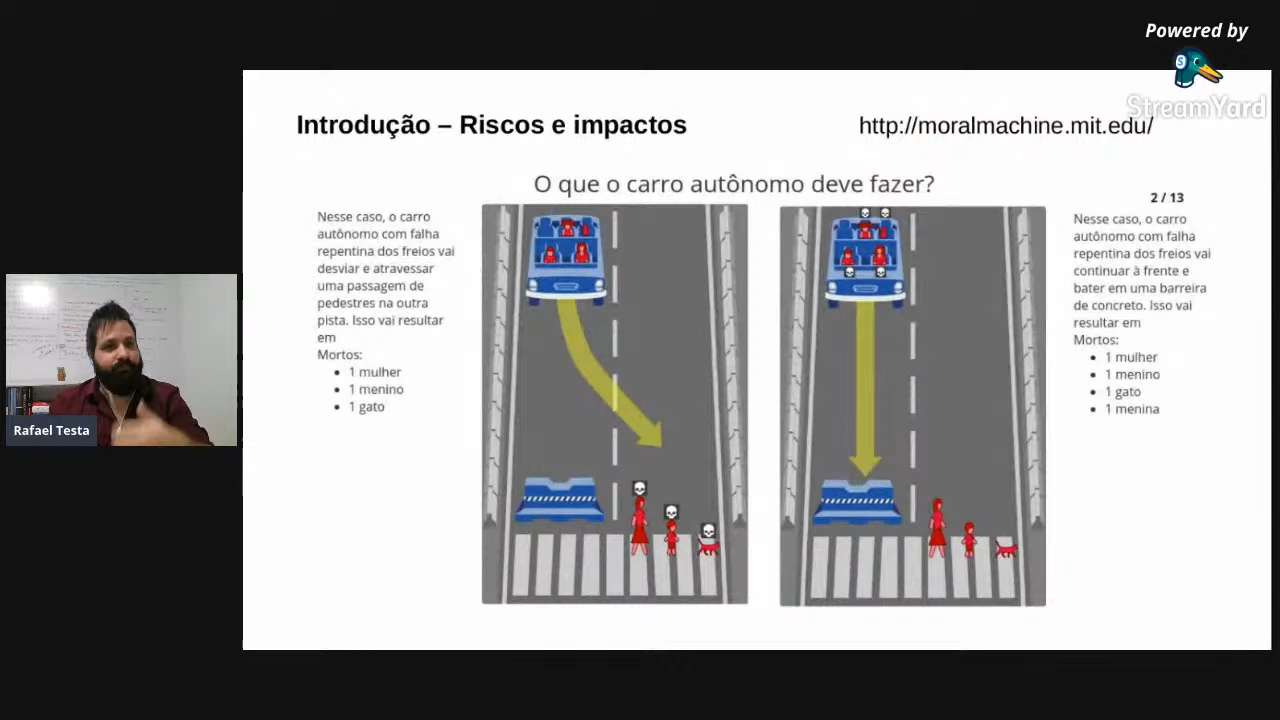 Powered by
StreamYard
Introdução – Riscos e impactos
http://moralmachine.mit.edu/
O que o carro autônomo deve fazer?
2 / 13
Nesse caso, o carro
autônomo com falha
repentina dos freios vai
desviar e atravessar
uma passagem de
pedestres na outra
pista. Isso vai resultar
em
Mortos:
1 mulher
1 menino
1 gato
Nesse caso, o carro
autônomo com falha
repentina dos freios vai
continuar à frente e
bater em uma barreira
de concreto. Isso vai
resultar em
Mortos:
1 mulher
1 menino
1 gato
1 menina
Rafael Testa